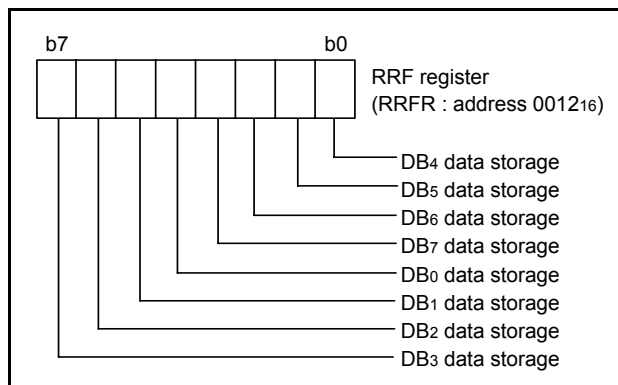 b7 b0
RRF register
(RRFR : address 001216)
DB4 data storage
DB5 data storage
DB6 data storage
DB7 data storage
DB0 data storage
DB1 data storage
DB2 data storage
DB3 data storage